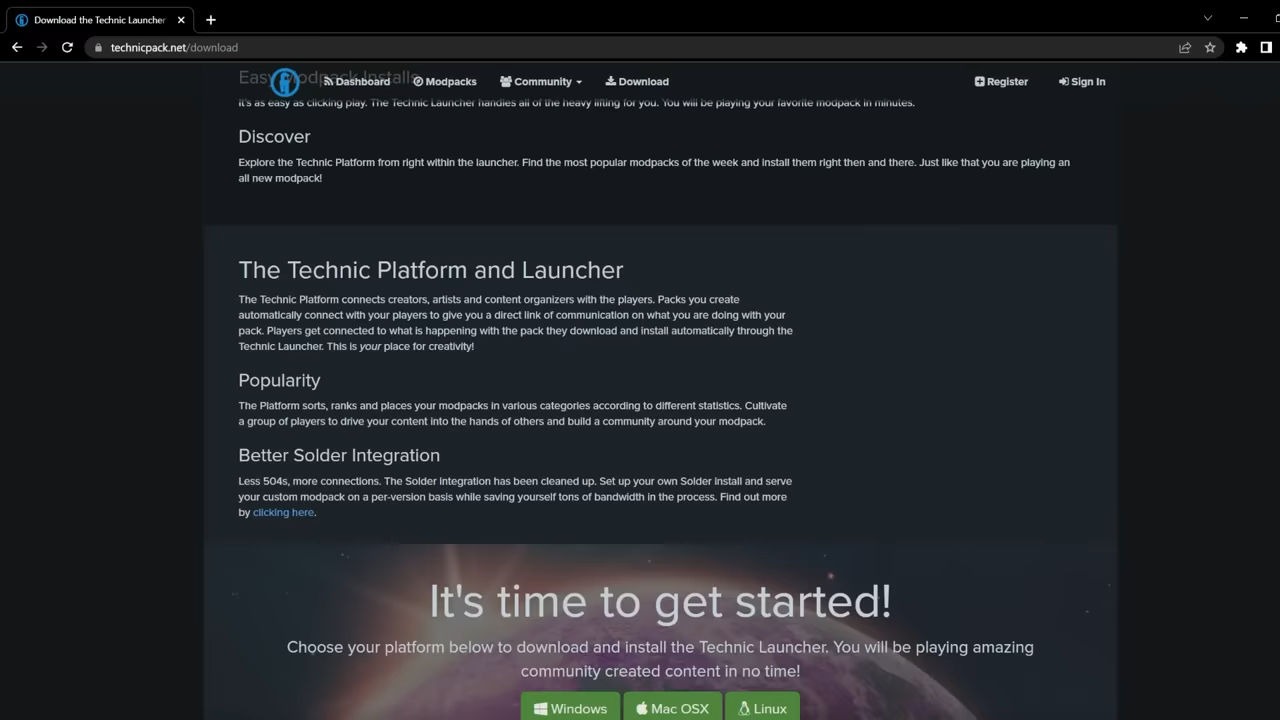 Download the Technic Launcher
technicpack.net/download
Easy Modpack Installs
Dashboard
Modpacks
Community
Download
Register
Sign In
It's as easy as clicking play. The Technic Launcher handles all of the heavy lifting for you. You will be playing your favorite modpack in minutes.
Discover
Explore the Technic Platform from right within the launcher. Find the most popular modpacks of the week and install them right then and there. Just like that you are playing an
all new modpack!
The Technic Platform and Launcher
The Technic Platform connects creators, artists and content organizers with the players. Packs you create
automatically connect with your players to give you a direct link of communication on what you are doing with your
pack. Players get connected to what is happening with the pack they download and install automatically through the
Technic Launcher. This is your place for creativity!
Popularity
The Platform sorts, ranks and places your modpacks in various categories according to different statistics. Cultivate
a group of players to drive your content into the hands of others and build a community around your modpack.
Better Solder Integration
Less 504s, more connections. The Solder Integration has been cleaned up. Set up your own Solder install and serve
your custom modpack on a per-version basis while saving yourself tons of bandwidth in the process. Find out more
by clicking here.
It's time to get started!
Choose your platform below to download and install the Technic Launcher. You will be playing amazing
community created content in no time!
Windows
Mac OSX
Linux